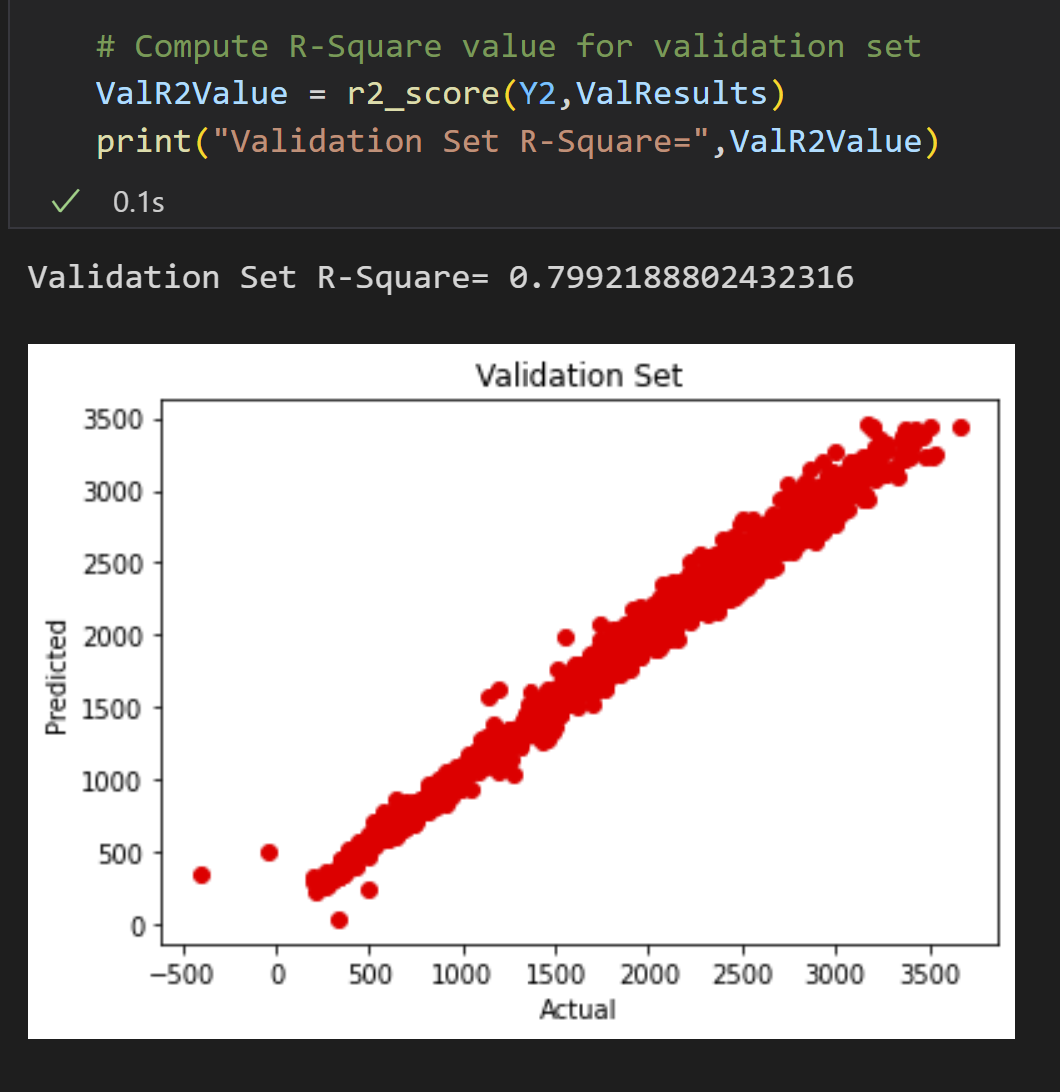 # Compute R-Square value for validation set
ValR2Value = r2_score(Y2,ValResults)
print("Validation Set R-Square=",ValR2Value)
0.1s
Validation Set R-Square= 0.7992188802432316
Validation Set
3500
3000
2500
2000
1500
1000
500
0
Predicted
−500 0 500 1000 1500 2000 2500 3000 3500
Actual